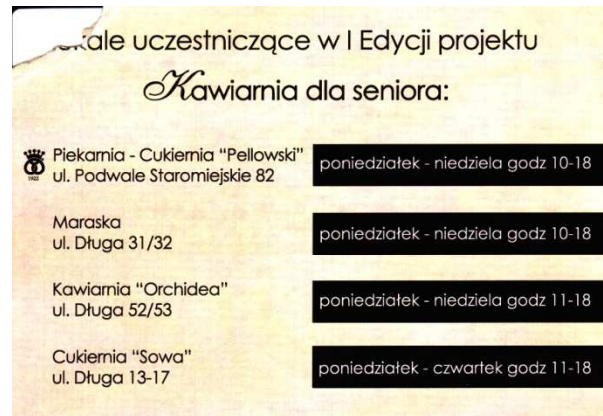 uczestniczące w I Edycji projektu
Kawiarnia dla seniora:
Piekarnia - Cukiernia “Pellowski”
ul. Podwale Staromiejskie 82
poniedziałek - niedziela godz 10-18
1922
Maraska
ul. Długa 31/32
poniedziałek - niedziela godz 10-18
Kawiarnia “Orchidea”
ul. Długa 52/53
poniedziałek - niedziela godz 11-18
Cukiernia “Sowa”
ul. Długa 13-17
poniedziałek - czwartek godz 11-18